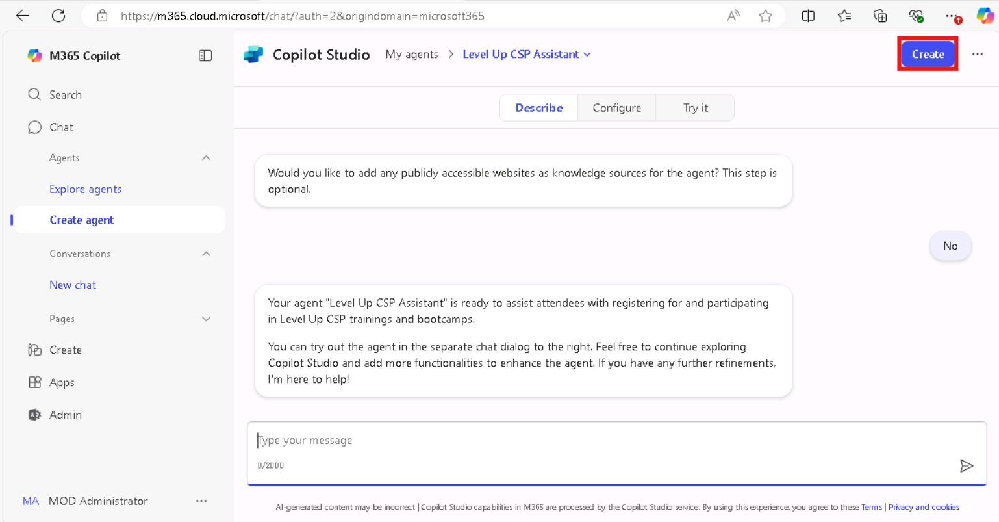 https://m365.cloud.microsoft/chat/?auth=2&origindomain=microsoft365
M365 Copilot
Search
Chat
Agents
Explore agents
Create agent
Conversations
New chat
Pages
Create
Apps
Admin
MA MOD Administrator
Copilot Studio My agents > Level Up CSP Assistant
Create
Describe Configure Try it
Would you like to add any publicly accessible websites as knowledge sources for the agent? This step is
optional.
No
Your agent "Level Up CSP Assistant" is ready to assist attendees with registering for and participating
in Level Up CSP trainings and bootcamps.
You can try out the agent in the separate chat dialog to the right. Feel free to continue exploring
Copilot Studio and add more functionalities to enhance the agent. If you have any further refinements,
I'm here to help!
Type your message
0/2000
AI-generated content may be incorrect | Copilot Studio capabilities in M365 are processed by the Copilot Studio service. By using this experience, you agree to these Terms | Privacy and cookies